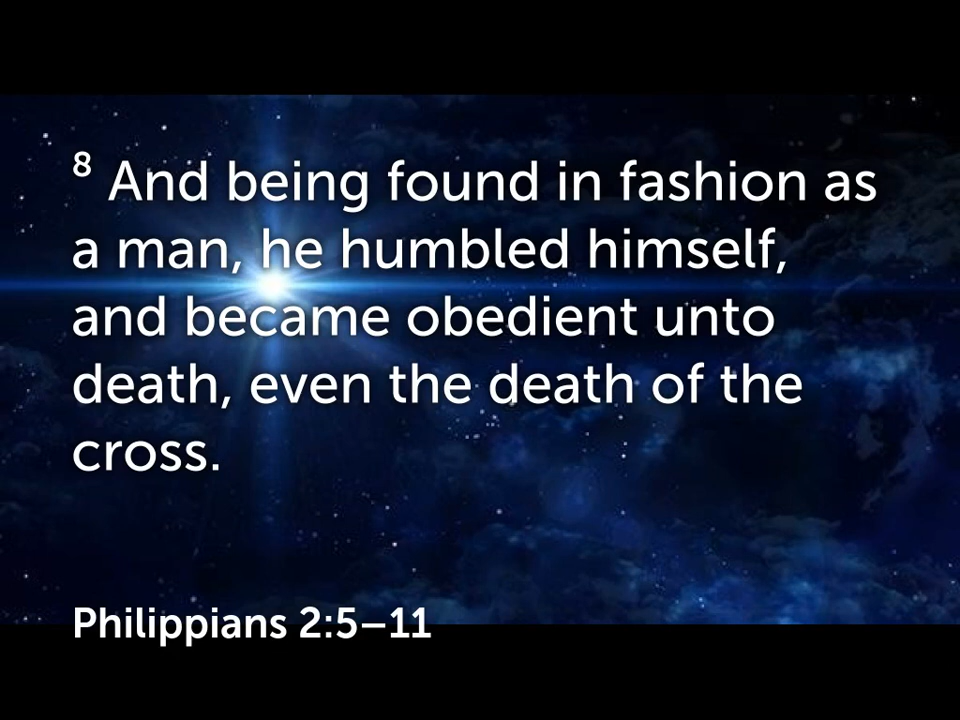 ⁸ And being found in fashion as
a man, he humbled himself,
and became obedient unto
death, even the death of the
cross.
Philippians 2:5–11